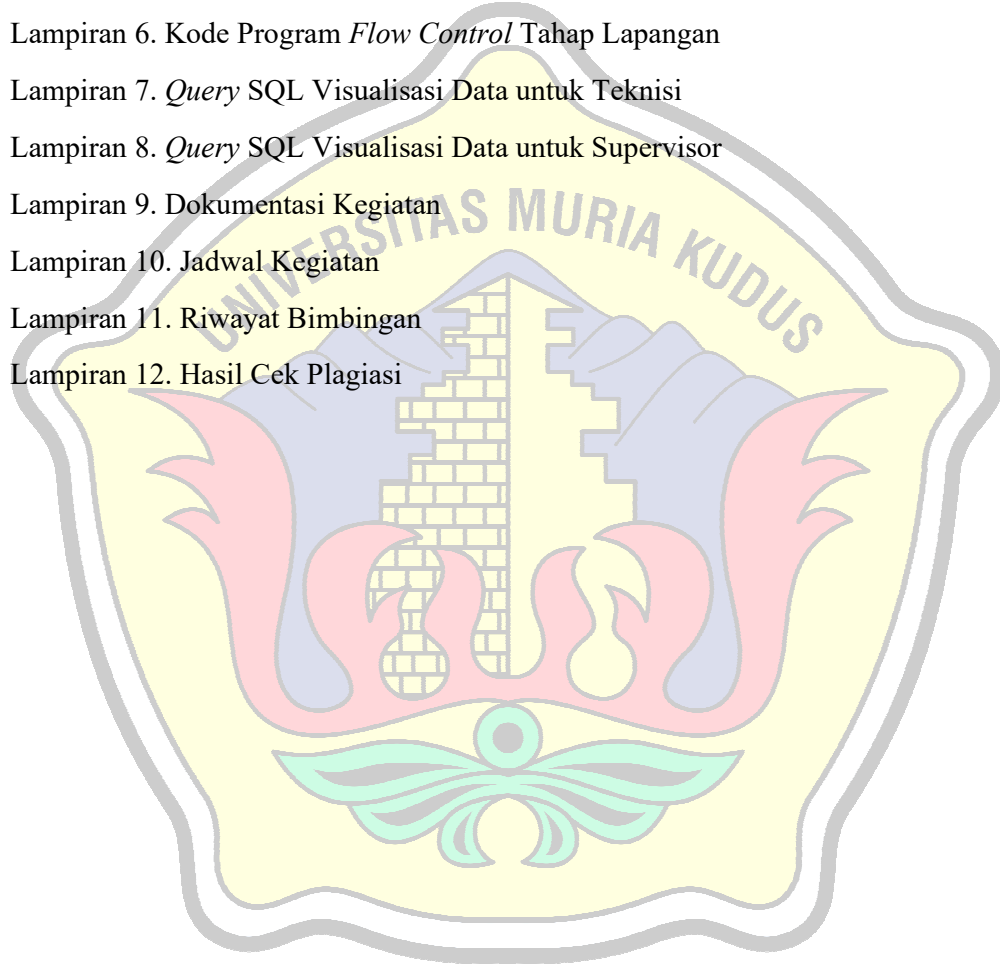 Lampiran 6. Kode Program Flow Control Tahap Lapangan
Lampiran 7. Query SQL Visualisasi Data untuk Teknisi
Lampiran 8. Query SQL Visualisasi Data untuk Supervisor
Lampiran 9. Dokumentasi Kegiatan
Lampiran 10. Jadwal Kegiatan
Lampiran 11. Riwayat Bimbingan
Lampiran 12. Hasil Cek Plagiasi
UNIVERSITAS MURIA KUDUS